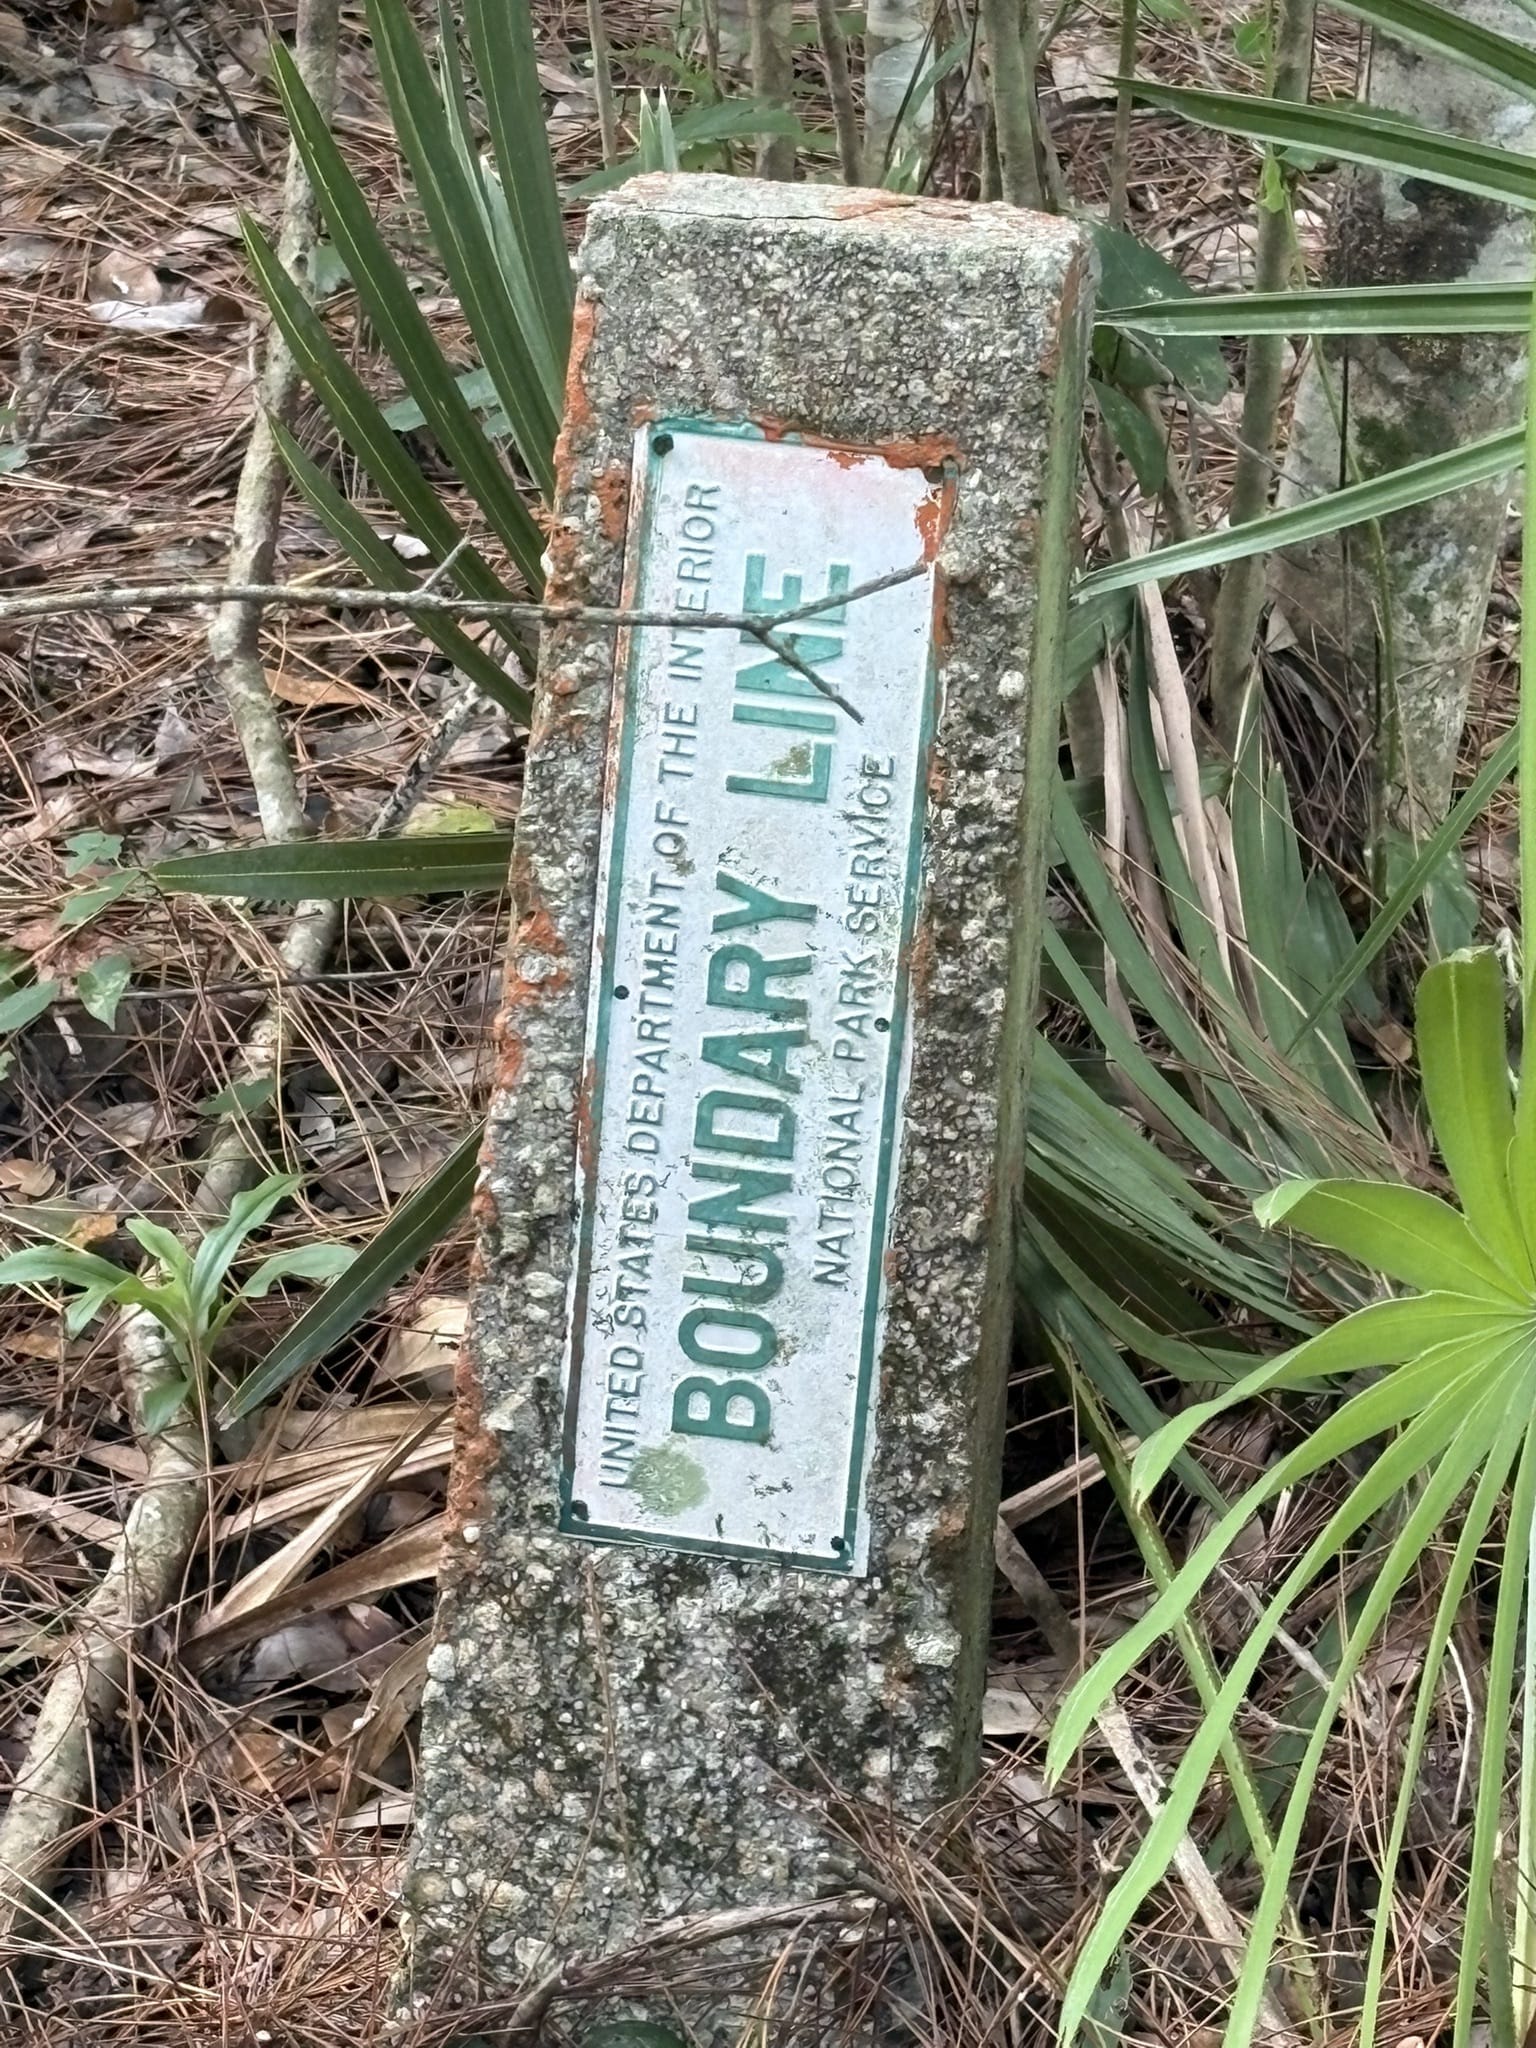 UNITED STATES DEPARTMENT OF THE INTERIOR
BOUNDARY LINE
NATIONAL PARK SERVICE